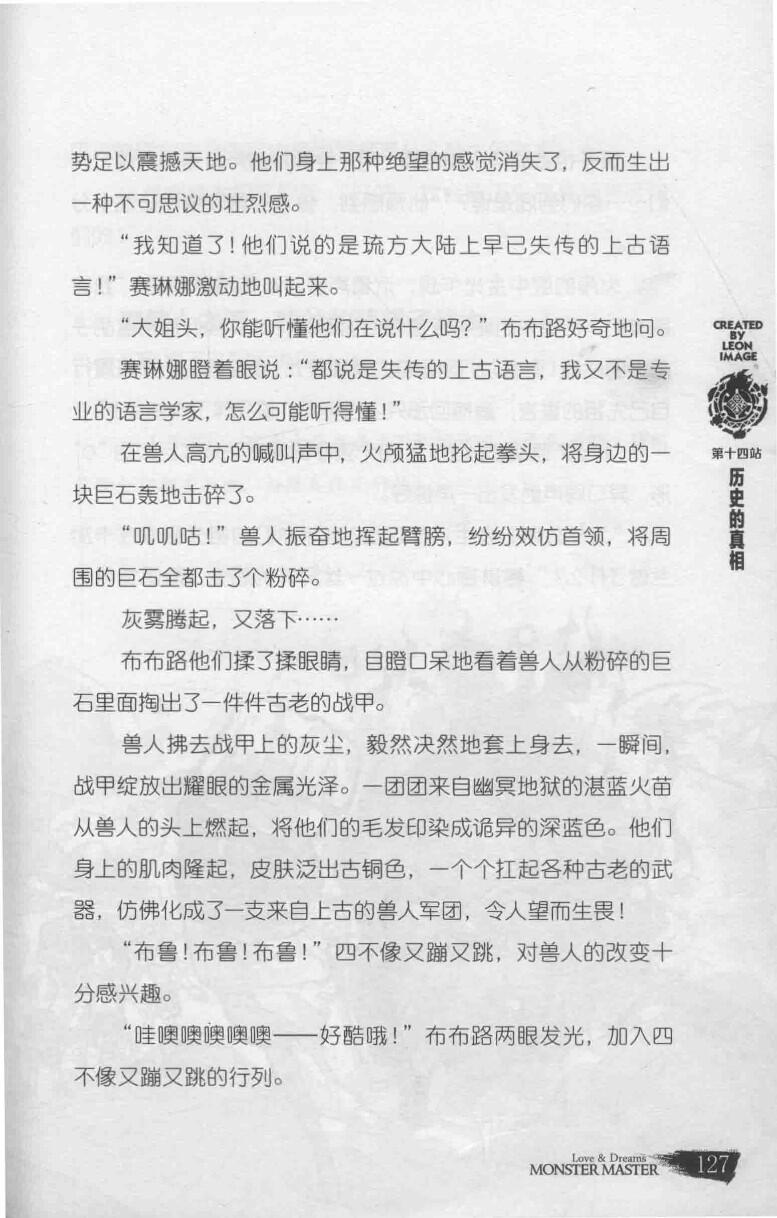 势足以震撼天地。他们身上那种绝望的感觉消失了，反而生出
一种不可思议的壮烈感。
“我知道了！他们说的是琉方大陆上早已失传的上古语
言！”赛琳娜激动地叫起来。
“大姐头，你能听懂他们在说什么吗？”布布路好奇地问。
赛琳娜瞪着眼说：“都说是失传的上古语言，我又不是专
业的语言学家，怎么可能听得懂！”
在兽人高亢的喊叫声中，火颅猛地抡起拳头，将身边的一
块巨石轰地击碎了。
“叽叽咕！”兽人振奋地挥起臂膀，纷纷效仿首领，将周
围的巨石全都击了个粉碎。
灰雾腾起，又落下……
布布路他们揉了揉眼睛，目瞪口呆地看着兽人从粉碎的巨
石里面掏出了一件件古老的战甲。
兽人拂去战甲上的灰尘，毅然决然地套上身去，一瞬间，
战甲绽放出耀眼的金属光泽。一团团来自幽冥地狱的湛蓝火苗
从兽人的头上燃起，将他们的毛发印染成诡异的深蓝色。他们
身上的肌肉隆起，皮肤泛出古铜色，一个个扛起各种古老的武
器，仿佛化成了一支来自上古的兽人军团，令人望而生畏！
“布鲁！布鲁！布鲁！”四不像又蹦又跳，对兽人的改变十
分感兴趣。
“哇噢噢噢噢噢——好酷哦！”布布路两眼发光，加入四
不像又蹦又跳的行列。
CREATED
BY
LEON
IMAGE
第十四站
历史的真相
Love & Dreams
MONSTER MASTER
127